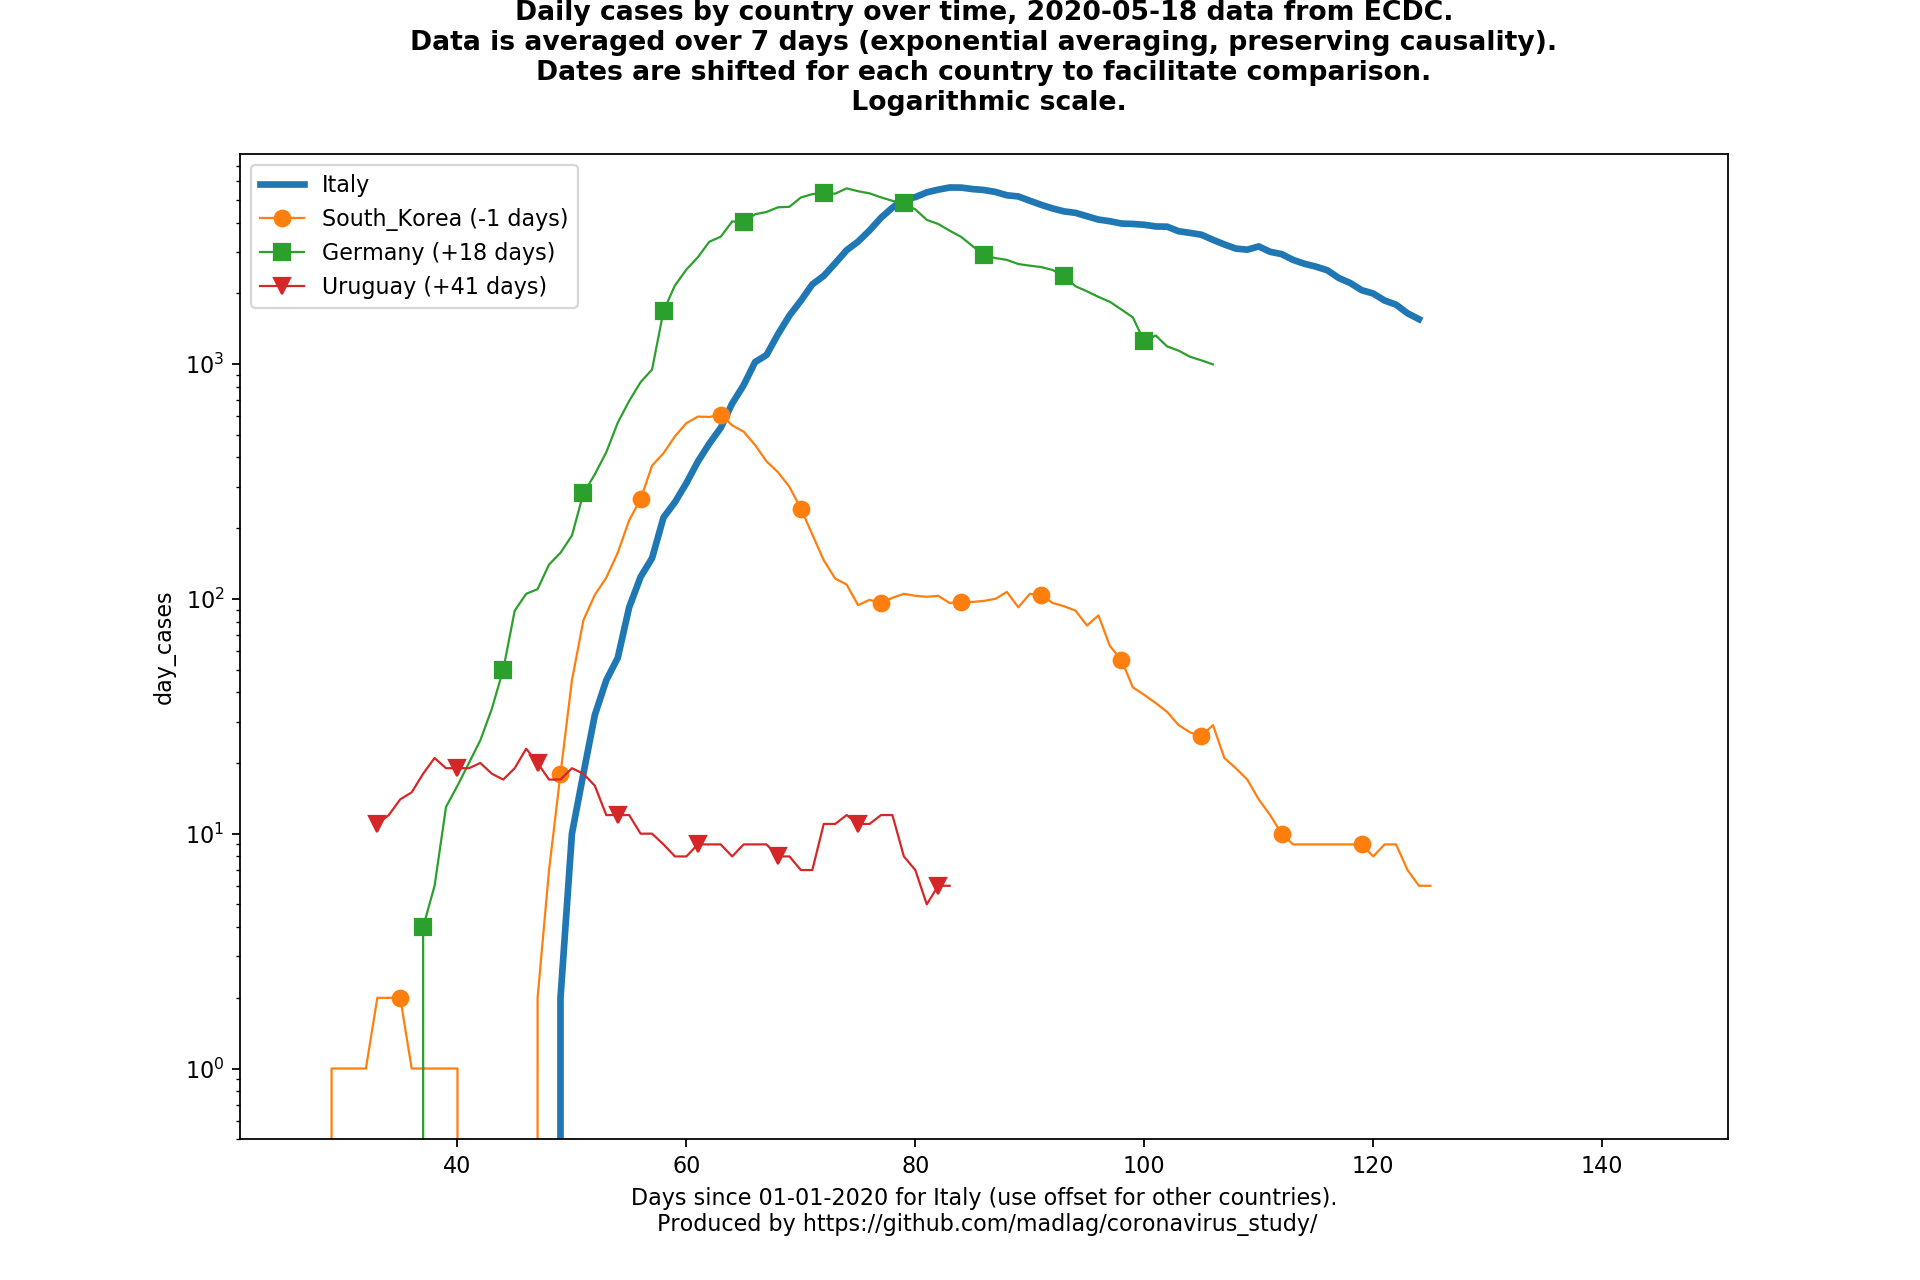 Daily cases by country over time, 2020-05-18 data from ECDC.
Data is averaged over 7 days (exponential averaging, preserving causality).
Dates are shifted for each country to facilitate comparison.
Logarithmic scale.
Italy
South_Korea (-1 days)
Germany (+18 days)
Uruguay (+41 days)
10³
10²
10¹
10⁰
day_cases
40 60 80 100 120 140
Days since 01-01-2020 for Italy (use offset for other countries).
Produced by https://github.com/madlag/coronavirus_study/